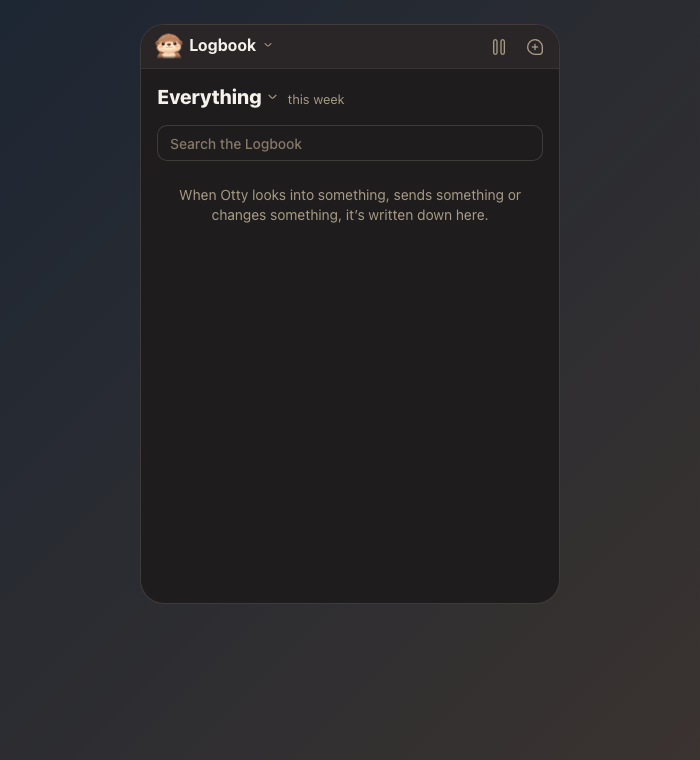 Logbook
Everything this week
Search the Logbook
When Otty looks into something, sends something or
changes something, it’s written down here.